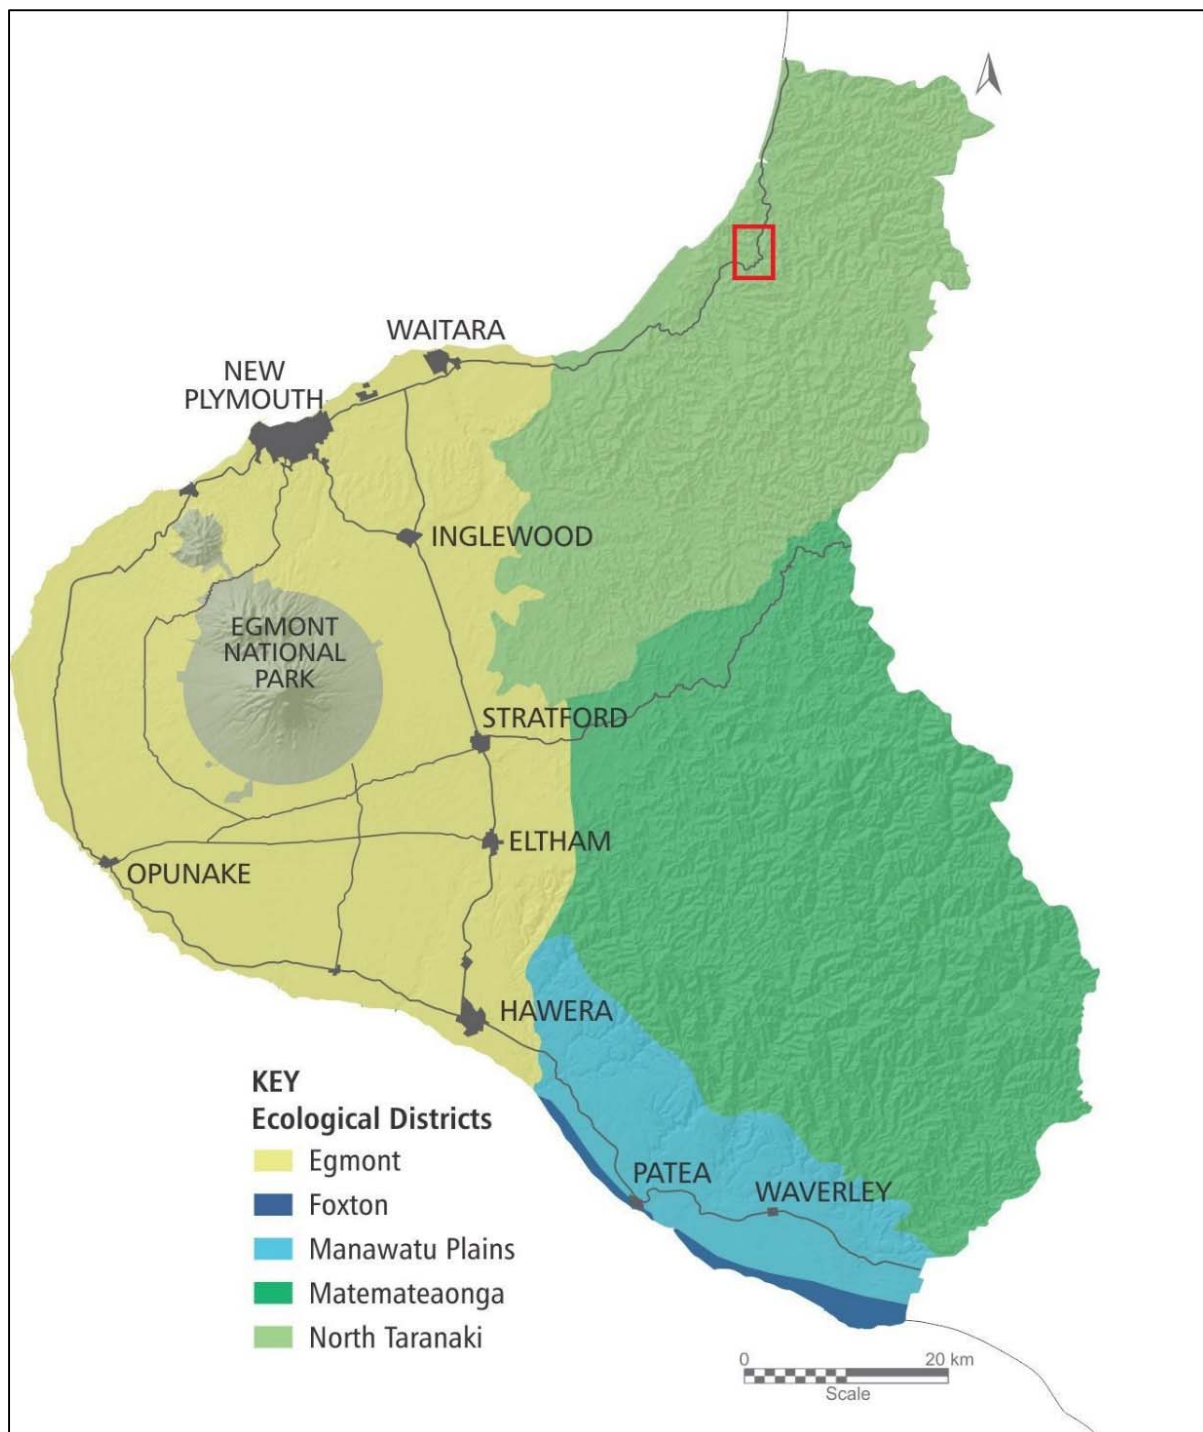 WAITARA
NEW
PLYMOUTH
INGLEWOOD
EGMONT
NATIONAL
PARK
STRATFORD
ELTHAM
OPUNAKE
HAWERA
KEY
Ecological Districts
Egmont
Foxton
Manawatu Plains
Matemateaonga
North Taranaki
PATEA
WAVERLEY
0 20 km
Scale